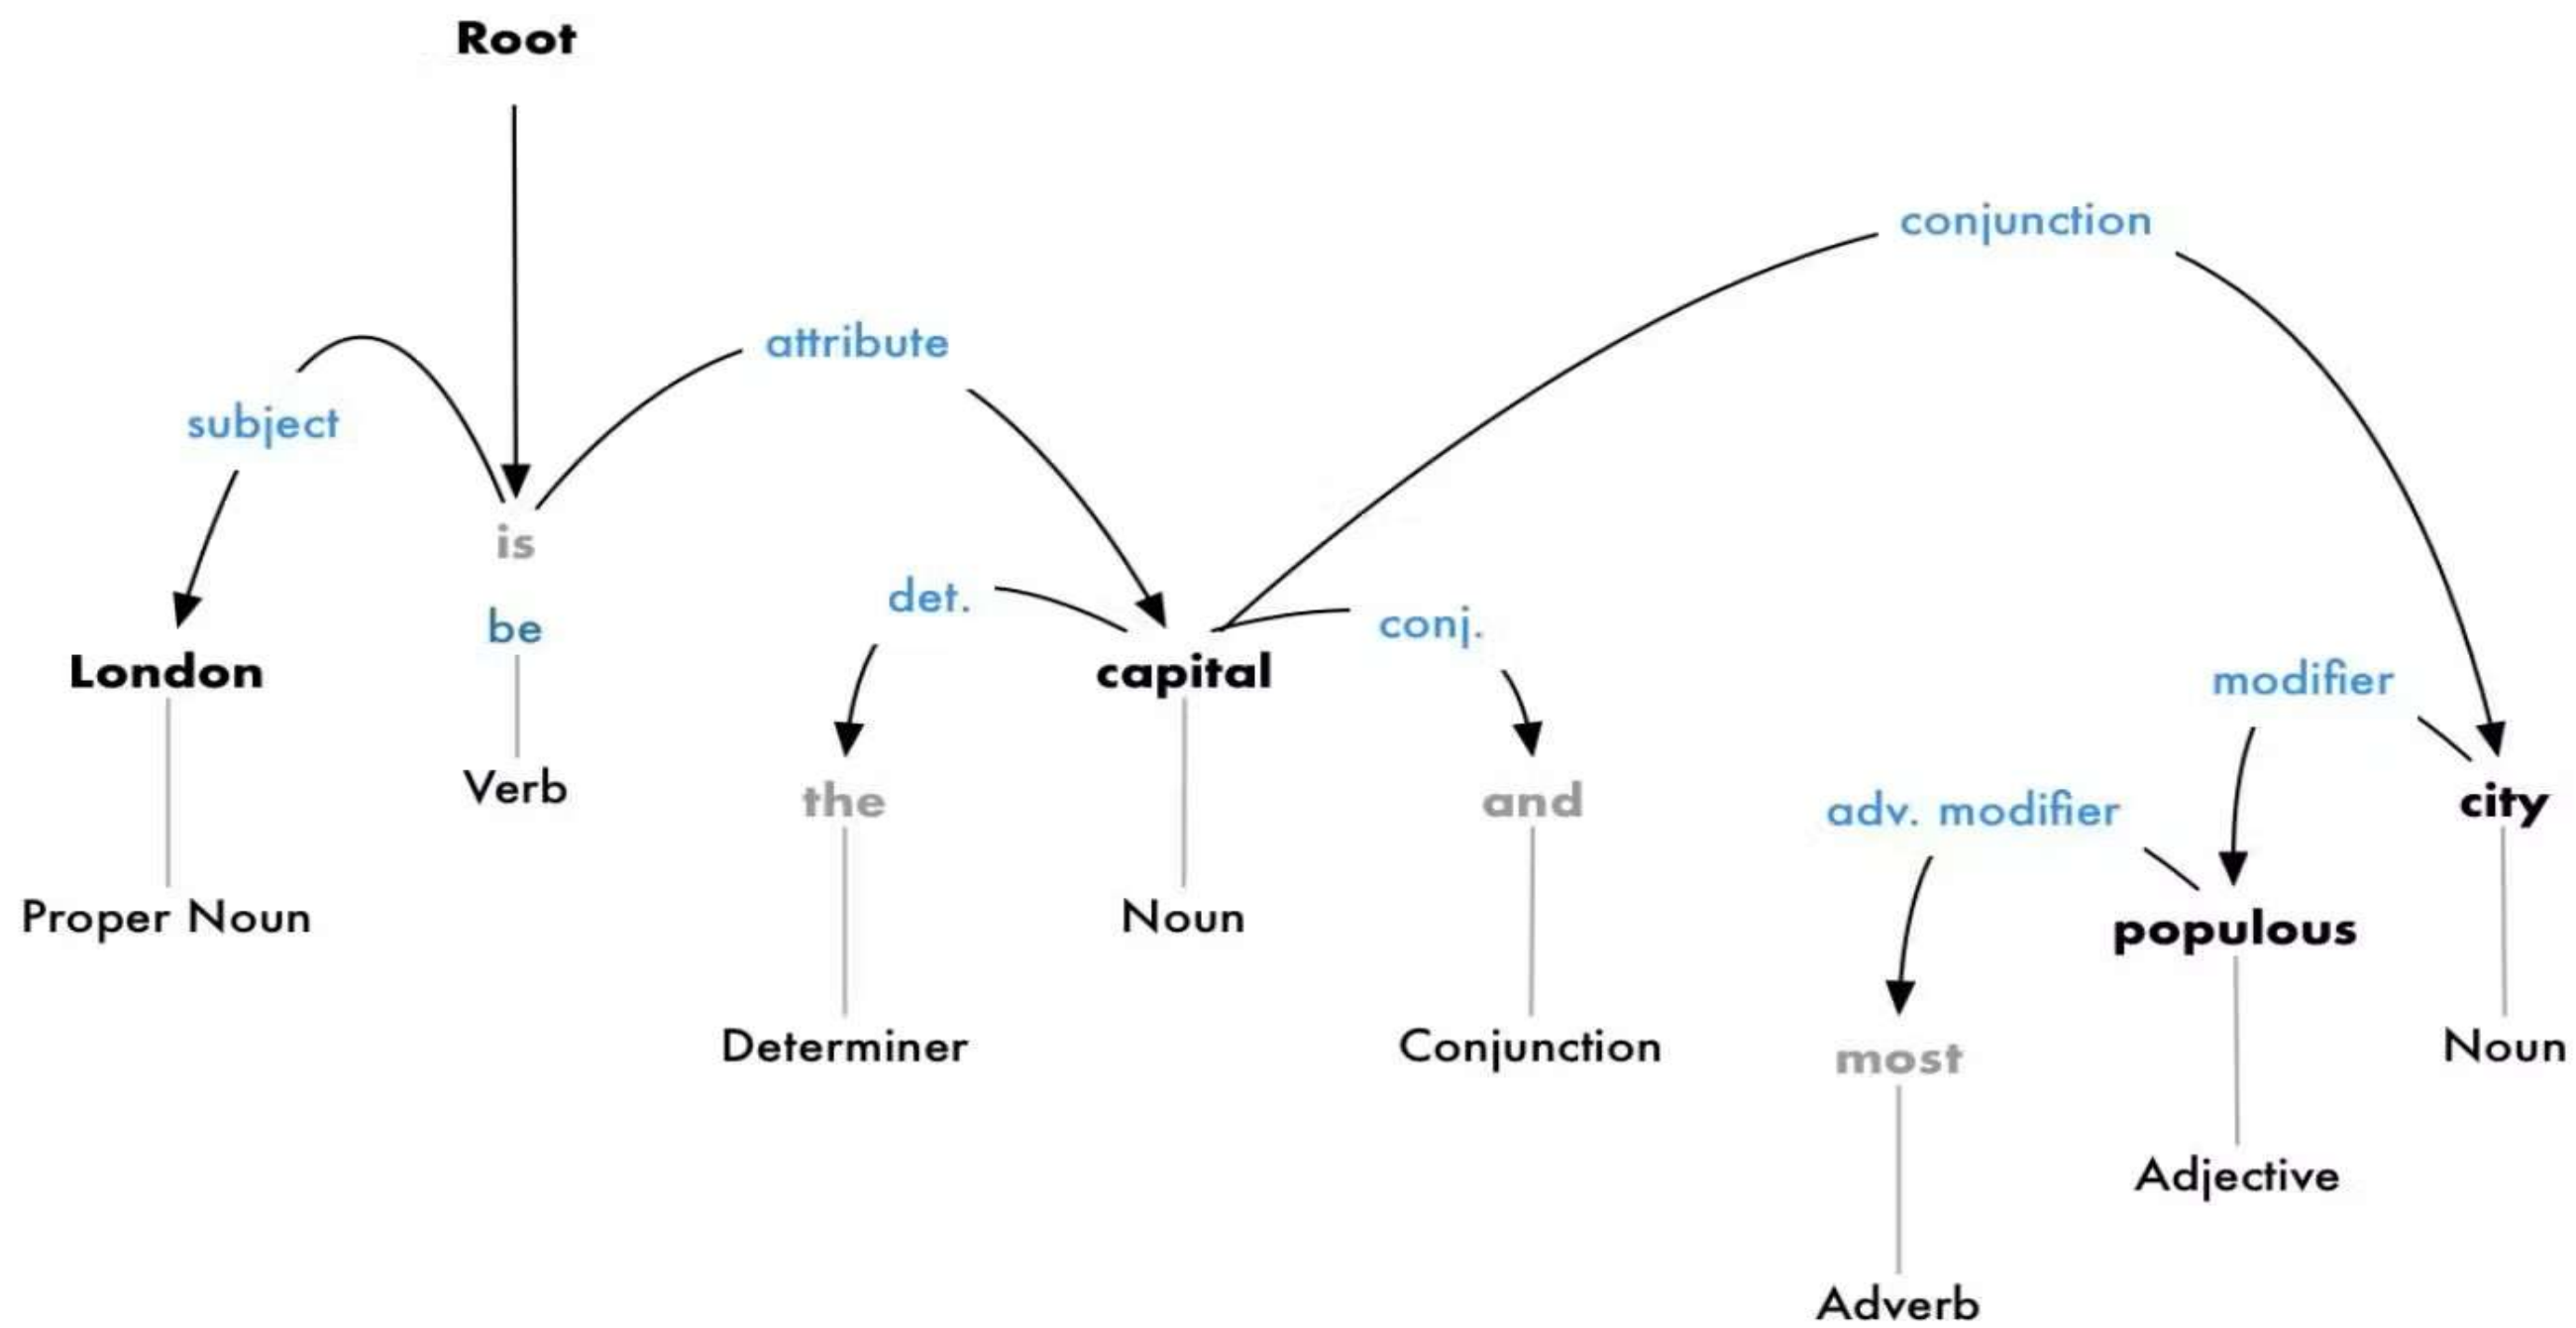 Root
conjunction
attribute
subject
is
det.
conj.
be
London
capital
modifier
Verb
the
and
adv. modifier
city
Proper Noun
Noun
populous
Determiner
Conjunction
most
Noun
Adjective
Adverb